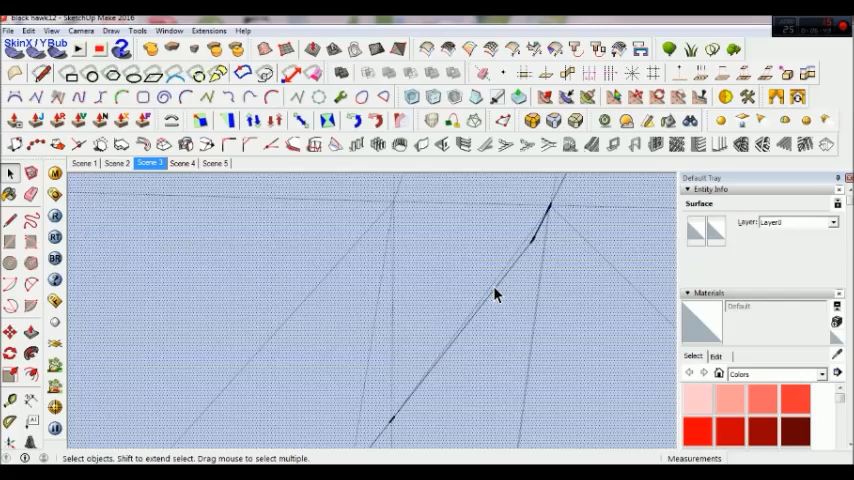 black hawk12 - SketchUp Make 2016
File Edit View Camera Draw Tools Window Extensions Help
SkinX/YBub
Scene 1 Scene 2 Scene 3 Scene 4 Scene 5
Default Tray
Entity Info
Surface
Layer: Layer0
Materials
Default
Select Edit
Colors
Select objects. Shift to extend select. Drag mouse to select multiple.
Measurements